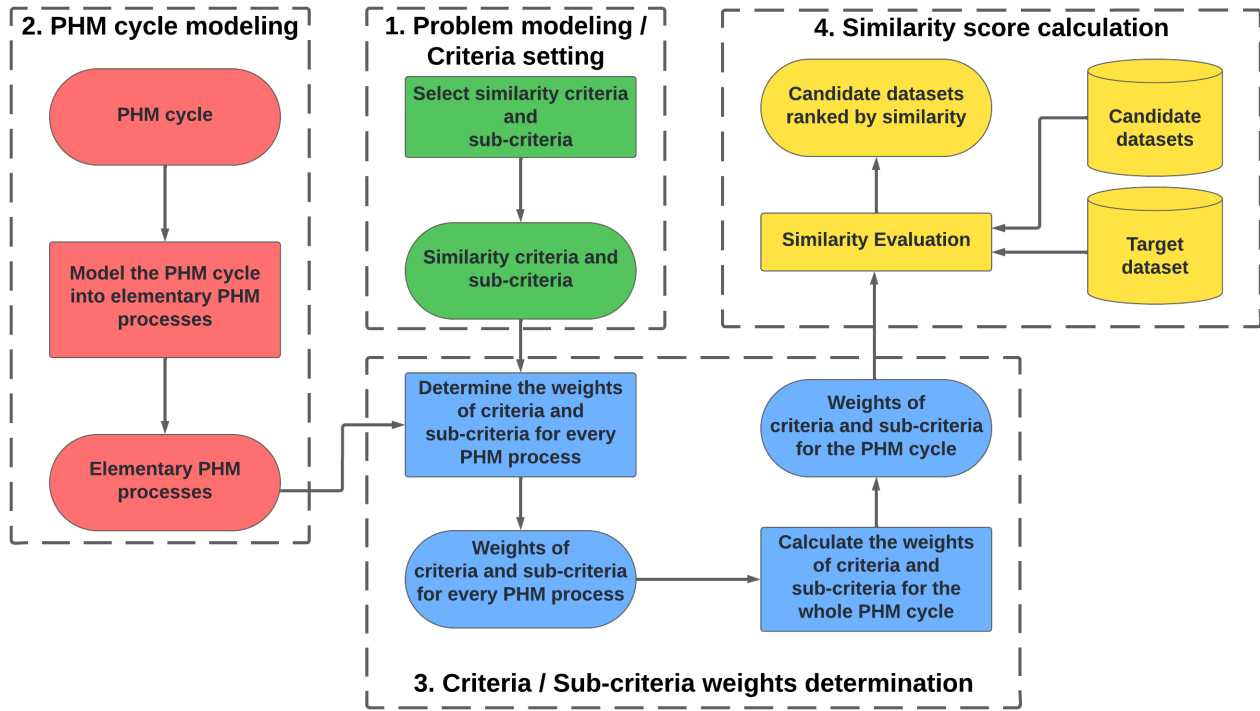 2. PHM cycle modeling
PHM cycle
Model the PHM cycle
into elementary PHM
processes
Elementary PHM
processes
1. Problem modeling /
Criteria setting
Select similarity criteria
and
sub-criteria
Similarity criteria and
sub-criteria
4. Similarity score calculation
Candidate datasets
ranked by similarity
Candidate
datasets
Similarity Evaluation
Target
dataset
Determine the weights
of criteria and
sub-criteria for every
PHM process
Weights of
criteria and sub-criteria
for every PHM process
Weights of
criteria and sub-criteria
for the PHM cycle
Calculate the weights
of criteria and
sub-criteria for the
whole PHM cycle
3. Criteria / Sub-criteria weights determination